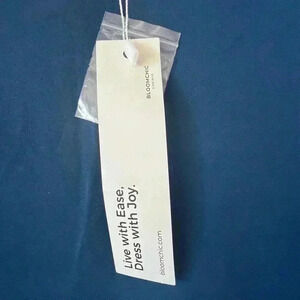 BLOOMCHIC
Live with Ease,
Dress with Joy.
bloomchic.com